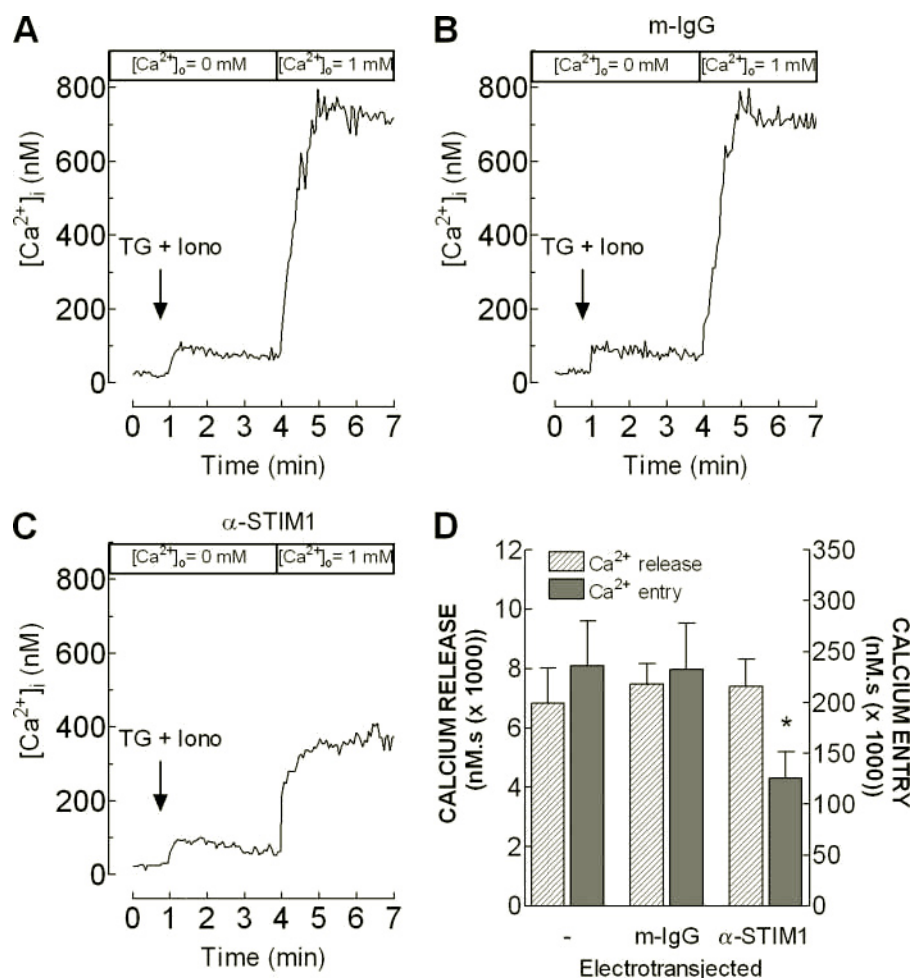 A
[Ca2+]o= 0 mM [Ca2+]o= 1 mM
800
600
400
200
0
[Ca2+]i (nM)
TG + Iono
0 1 2 3 4 5 6 7
Time (min)
B
m-IgG
[Ca2+]o= 0 mM [Ca2+]o= 1 mM
800
600
400
200
0
[Ca2+]i (nM)
TG + Iono
0 1 2 3 4 5 6 7
Time (min)
C
α-STIM1
[Ca2+]o= 0 mM [Ca2+]o= 1 mM
800
600
400
200
0
[Ca2+]i (nM)
TG + Iono
0 1 2 3 4 5 6 7
Time (min)
D
Ca2+ release
Ca2+ entry
CALCIUM RELEASE
(nM.s (x 1000))
12
10
8
6
4
2
0
CALCIUM ENTRY
(nM.s (x 1000))
350
300
250
200
150
100
50
0
*
- m-IgG α-STIM1
Electrotransjected